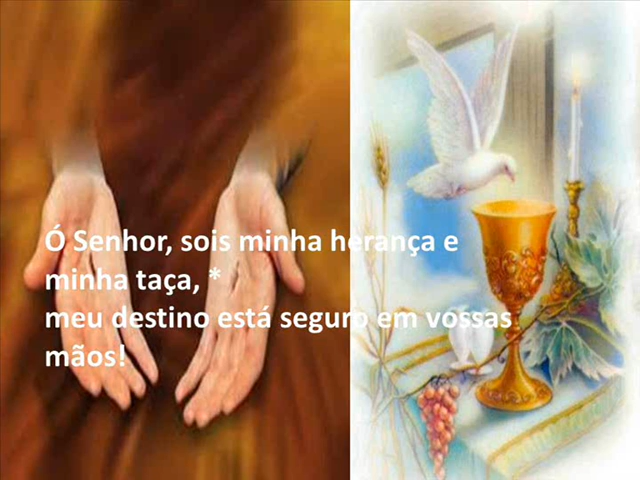 Ó Senhor, sois minha herança e
minha taça, *
meu destino está seguro em vossas
mãos!